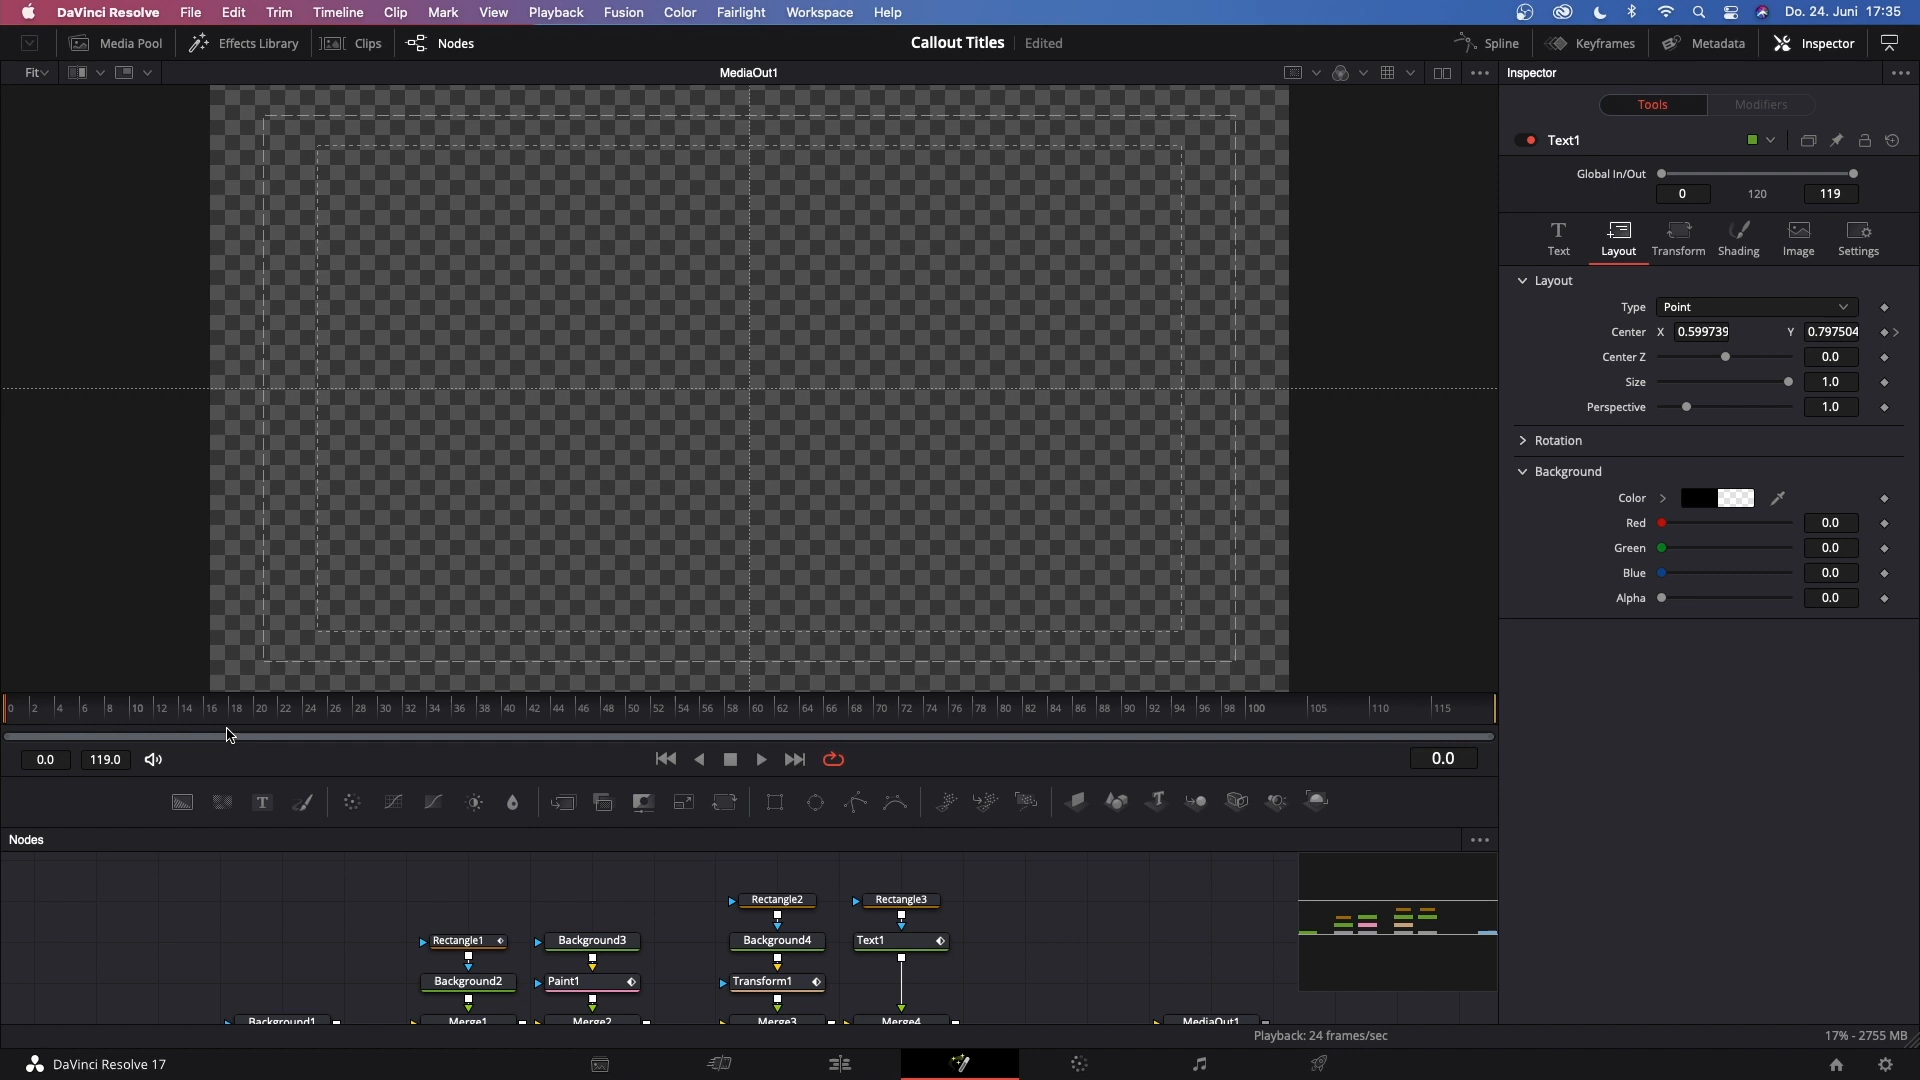 DaVinci Resolve File Edit Trim Timeline Clip Mark View Playback Fusion Color Fairlight Workspace Help Do. 24. Juni 17:35
Media Pool Effects Library Clips Nodes Callout Titles Edited Spline Keyframes Metadata Inspector
Fit MediaOut1 Inspector
Tools Modifiers
Text1
Global In/Out
0 120 119
T
Text Layout Transform Shading Image Settings
Layout
Type Point
Center X 0.599739 Y 0.797504
Center Z 0.0
Size 1.0
Perspective 1.0
Rotation
Background
Color
Red 0.0
Green 0.0
Blue 0.0
Alpha 0.0
0 2 4 6 8 10 12 14 16 18 20 22 24 26 28 30 32 34 36 38 40 42 44 46 48 50 52 54 56 58 60 62 64 66 68 70 72 74 76 78 80 82 84 86 88 90 92 94 96 98 100 105 110 115
0.0 119.0 0.0
T T
Nodes
Rectangle2 Rectangle3
Rectangle1 Background3 Background4 Text1
Background2 Paint1 Transform1
Background1 Merge1 Merge2 Merge3 Merge4 MediaOut1
Playback: 24 frames/sec 17% - 2755 MB
DaVinci Resolve 17